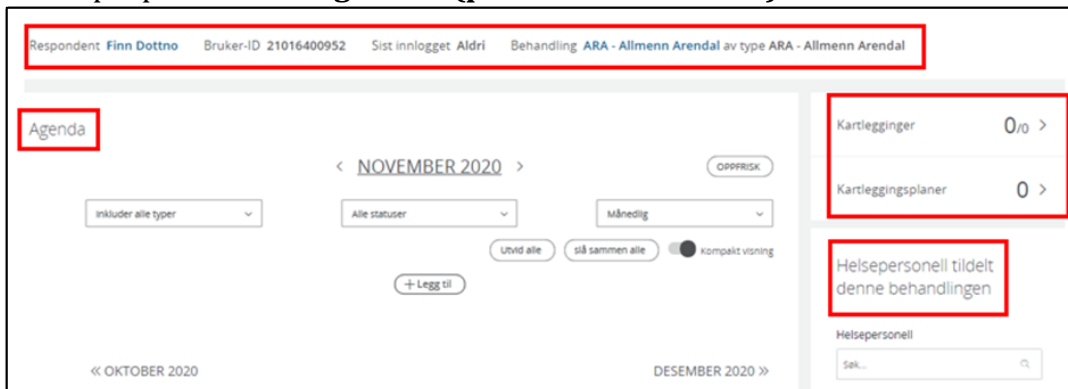 Respondent Finn Dottno Bruker-ID 21016400952 Sist innlogget Aldri Behandling ARA - Allmenn Arendal av type ARA - Allmenn Arendal
Agenda
< NOVEMBER 2020 >
OPPFRISK
Inkluder alle typer
Alle statuser
Månedlig
Utvid alle
slå sammen alle
Kompakt visning
+ Legg til
« OKTOBER 2020
DESEMBER 2020 »
Kartlegginger 0/0 >
Kartleggingsplaner 0 >
Helsepersonell tildelt
denne behandlingen
Helsepersonell
Søk...